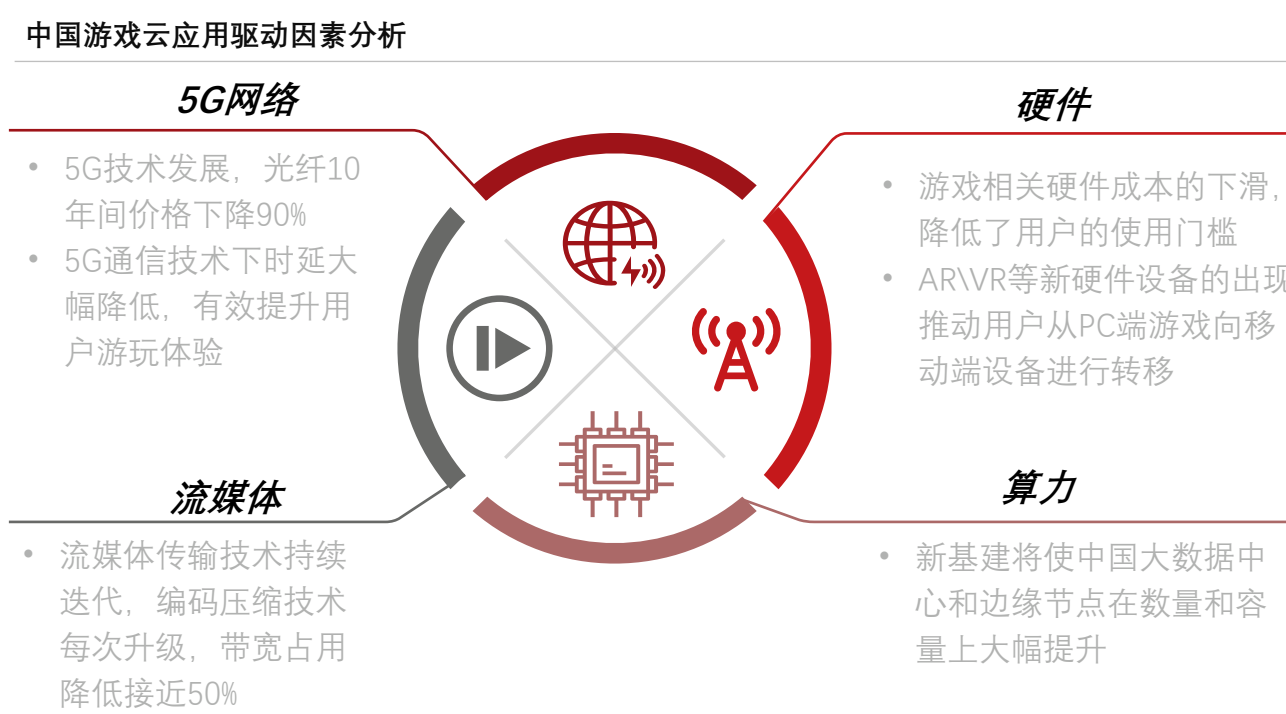 中国游戏云应用驱动因素分析
5G网络
• 5G技术发展，光纤10
年间价格下降90%
• 5G通信技术下时延大
幅降低，有效提升用
户游玩体验
硬件
• 游戏相关硬件成本的下滑，
降低了用户的使用门槛
• AR\VR等新硬件设备的出现
推动用户从PC端游戏向移
动端设备进行转移
流媒体
• 流媒体传输技术持续
迭代，编码压缩技术
每次升级，带宽占用
降低接近50%
算力
• 新基建将使中国大数据中
心和边缘节点在数量和容
量上大幅提升